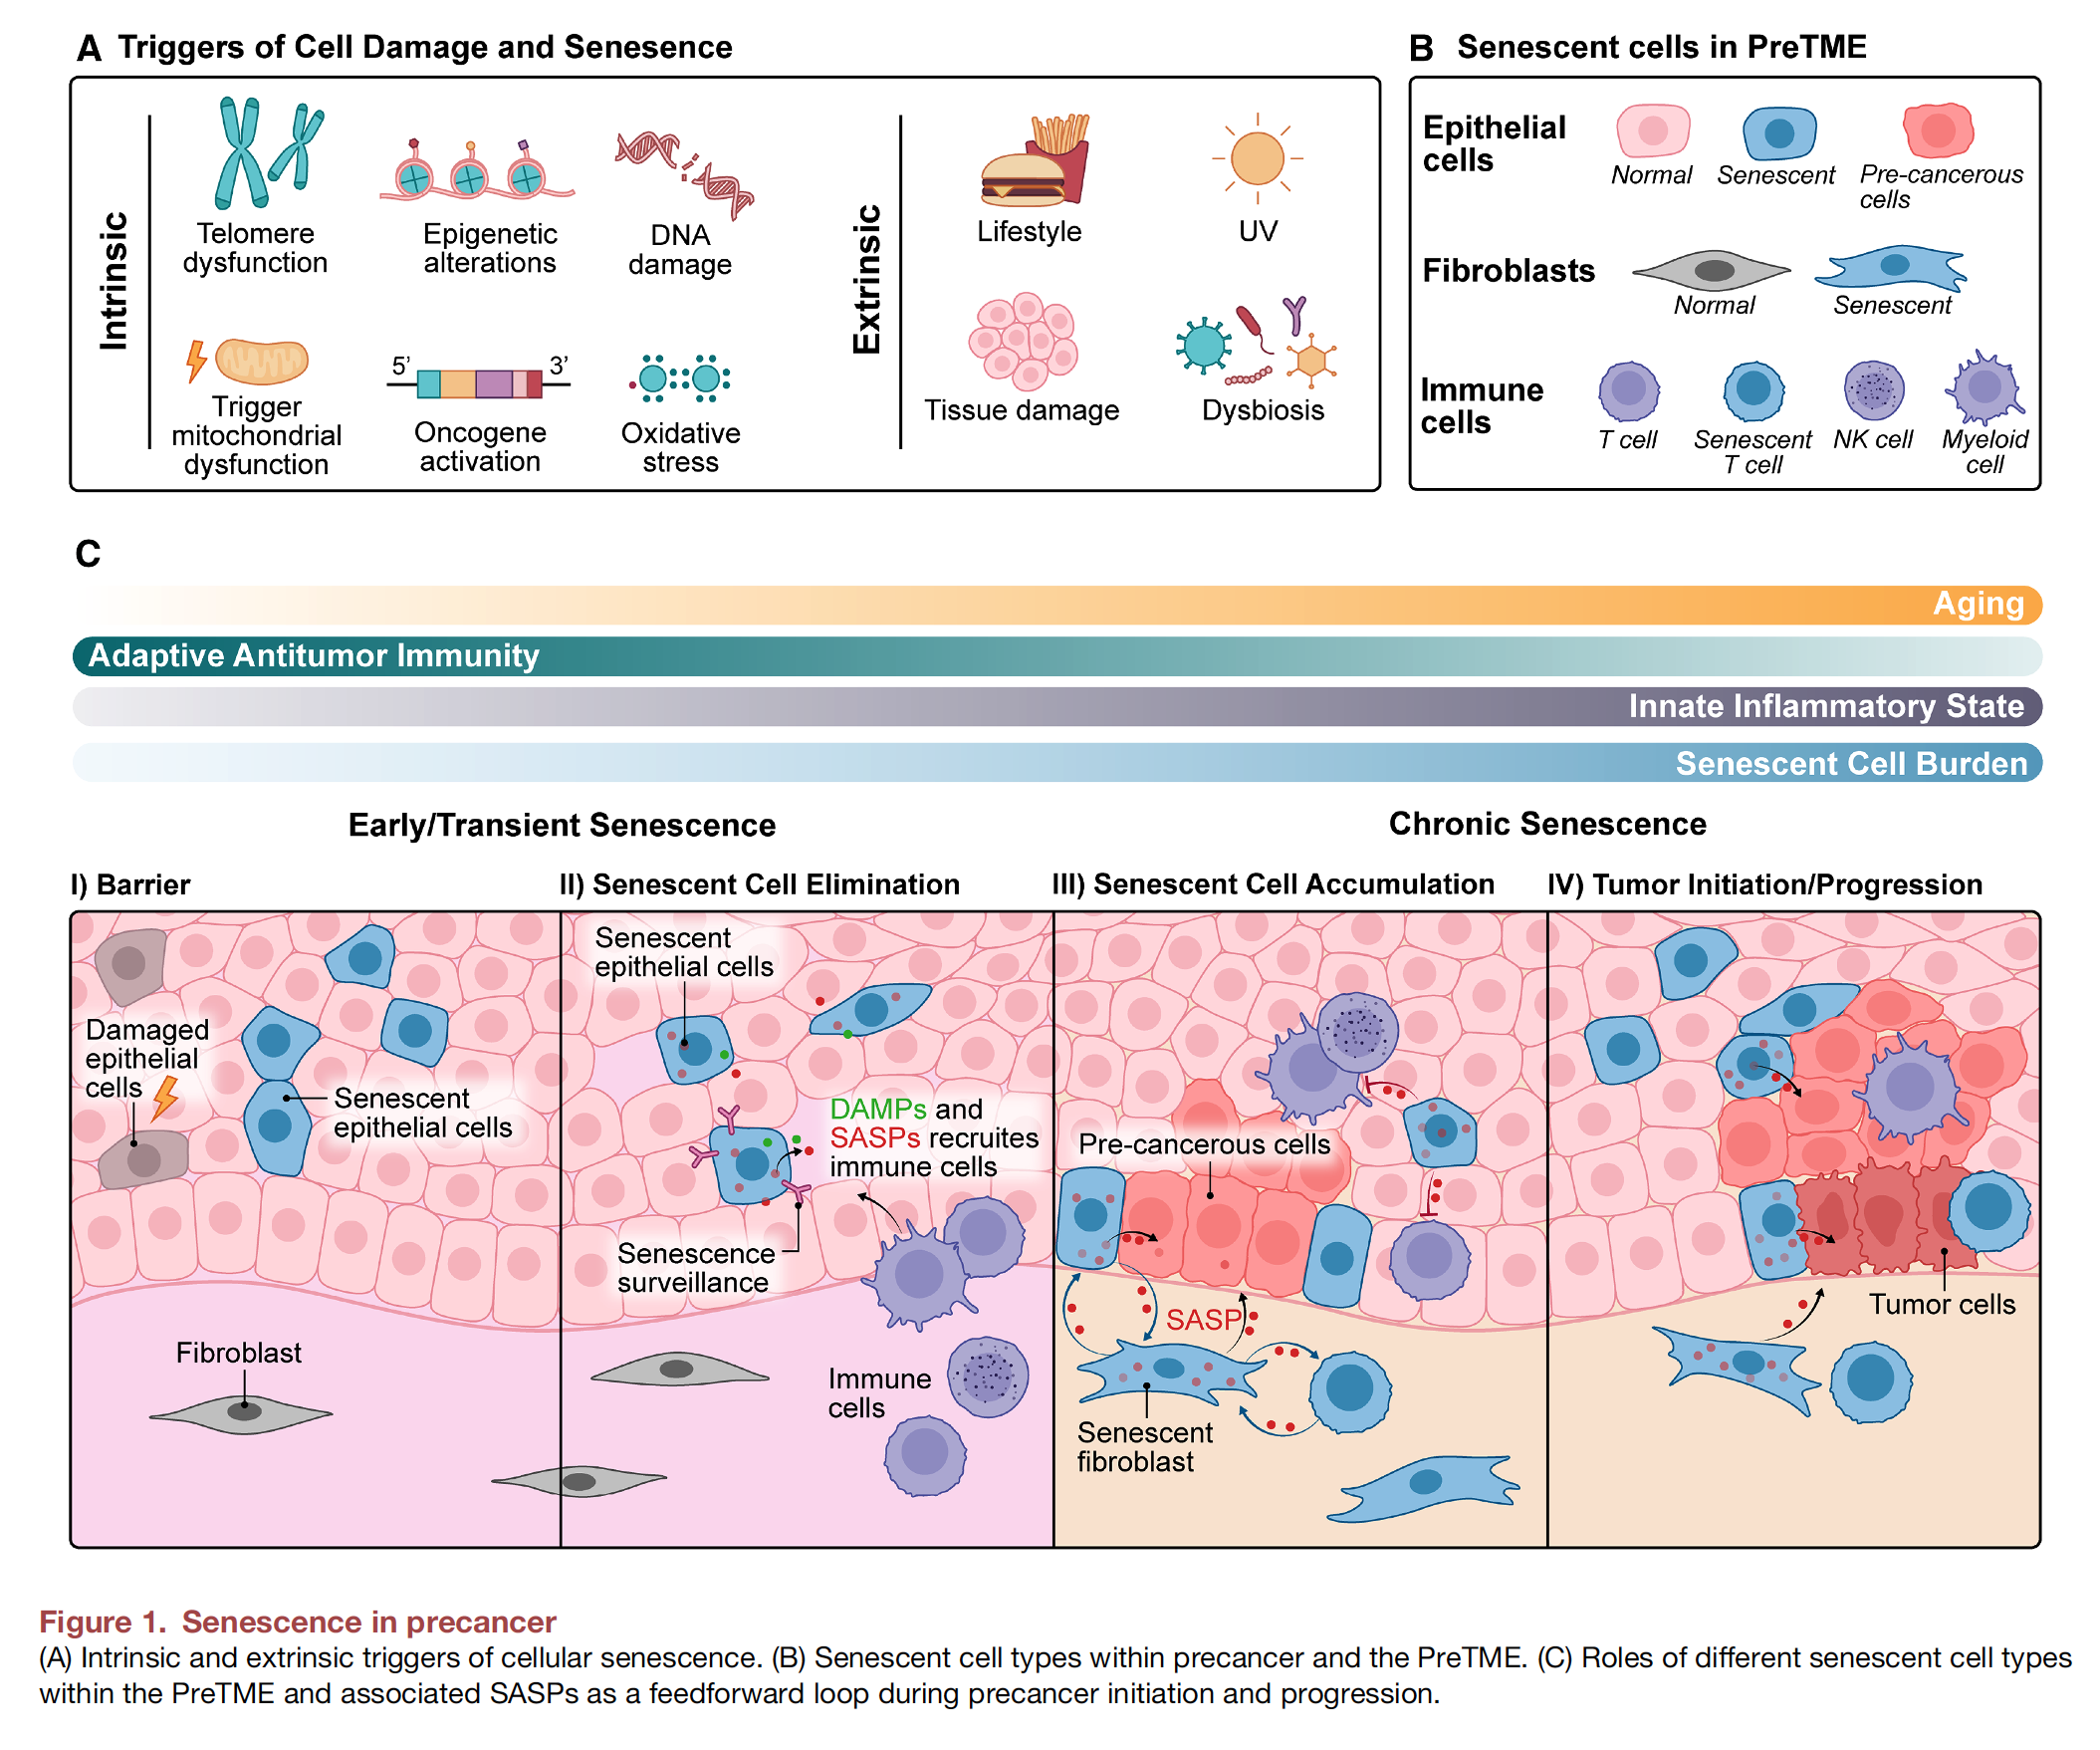 A Triggers of Cell Damage and Senesence
Intrinsic
Telomere
dysfunction
Epigenetic
alterations
DNA
damage
Trigger
mitochondrial
dysfunction
5’
3’
Oncogene
activation
Oxidative
stress
Extrinsic
Lifestyle
UV
Tissue damage
Dysbiosis
B Senescent cells in PreTME
Epithelial
cells
Normal
Senescent
Pre-cancerous
cells
Fibroblasts
Normal
Senescent
Immune
cells
T cell
Senescent
T cell
NK cell
Myeloid
cell
C
Aging
Adaptive Antitumor Immunity
Innate Inflammatory State
Senescent Cell Burden
Early/Transient Senescence
Chronic Senescence
I) Barrier
II) Senescent Cell Elimination
III) Senescent Cell Accumulation
IV) Tumor Initiation/Progression
Damaged
epithelial
cells
Senescent
epithelial cells
Fibroblast
Senescent
epithelial cells
DAMPs and
SASPs recruites
immune cells
Senescence
surveillance
Immune
cells
Pre-cancerous cells
SASP
Senescent
fibroblast
Tumor cells
Figure 1. Senescence in precancer
(A) Intrinsic and extrinsic triggers of cellular senescence. (B) Senescent cell types within precancer and the PreTME. (C) Roles of different senescent cell types
within the PreTME and associated SASPs as a feedforward loop during precancer initiation and progression.